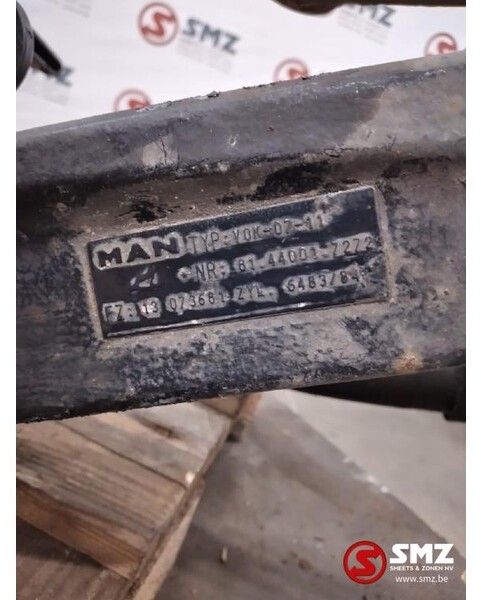 SMZ
SMZ
MAN TYP: VOK-07-11
NR: 81.44001-7272
FZ: 13 073661 ZYL. 6483/84
SMZ
SMEETS & ZONEN NV
www.smz.be